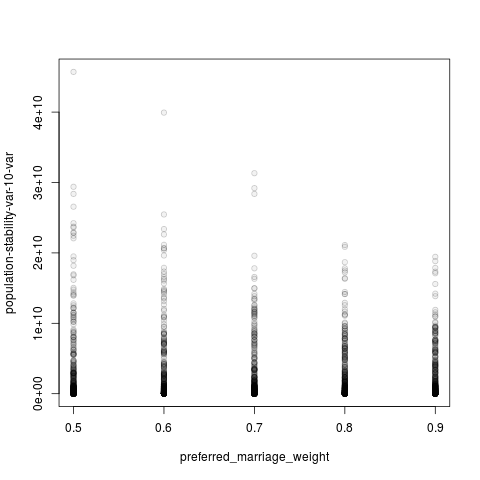 population-stability-var-10-var
4e+10
3e+10
2e+10
1e+10
0e+00
0.5 0.6 0.7 0.8 0.9
preferred_marriage_weight